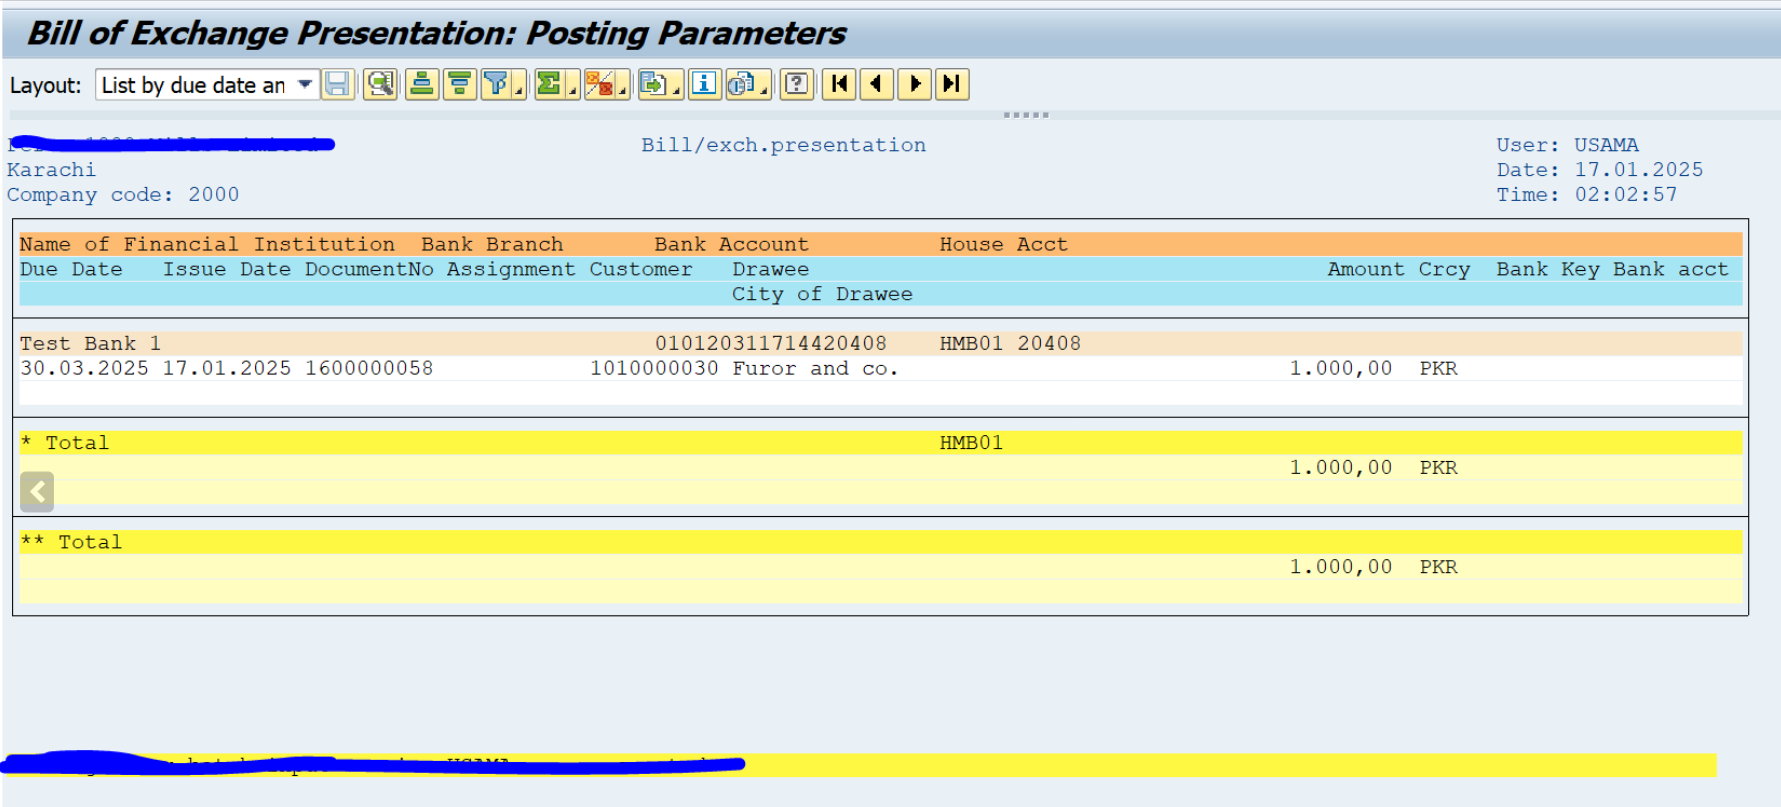 Bill of Exchange Presentation: Posting Parameters
Layout: List by due date an
Bill/exch.presentation User: USAMA
Karachi Date: 17.01.2025
Company code: 2000 Time: 02:02:57
Name of Financial Institution Bank Branch Bank Account House Acct
Due Date Issue Date DocumentNo Assignment Customer Drawee Amount Crcy Bank Key Bank acct
City of Drawee
Test Bank 1 010120311714420408 HMB01 20408
30.03.2025 17.01.2025 1600000058 1010000030 Furor and co. 1.000,00 PKR
* Total HMB01
1.000,00 PKR
** Total
1.000,00 PKR